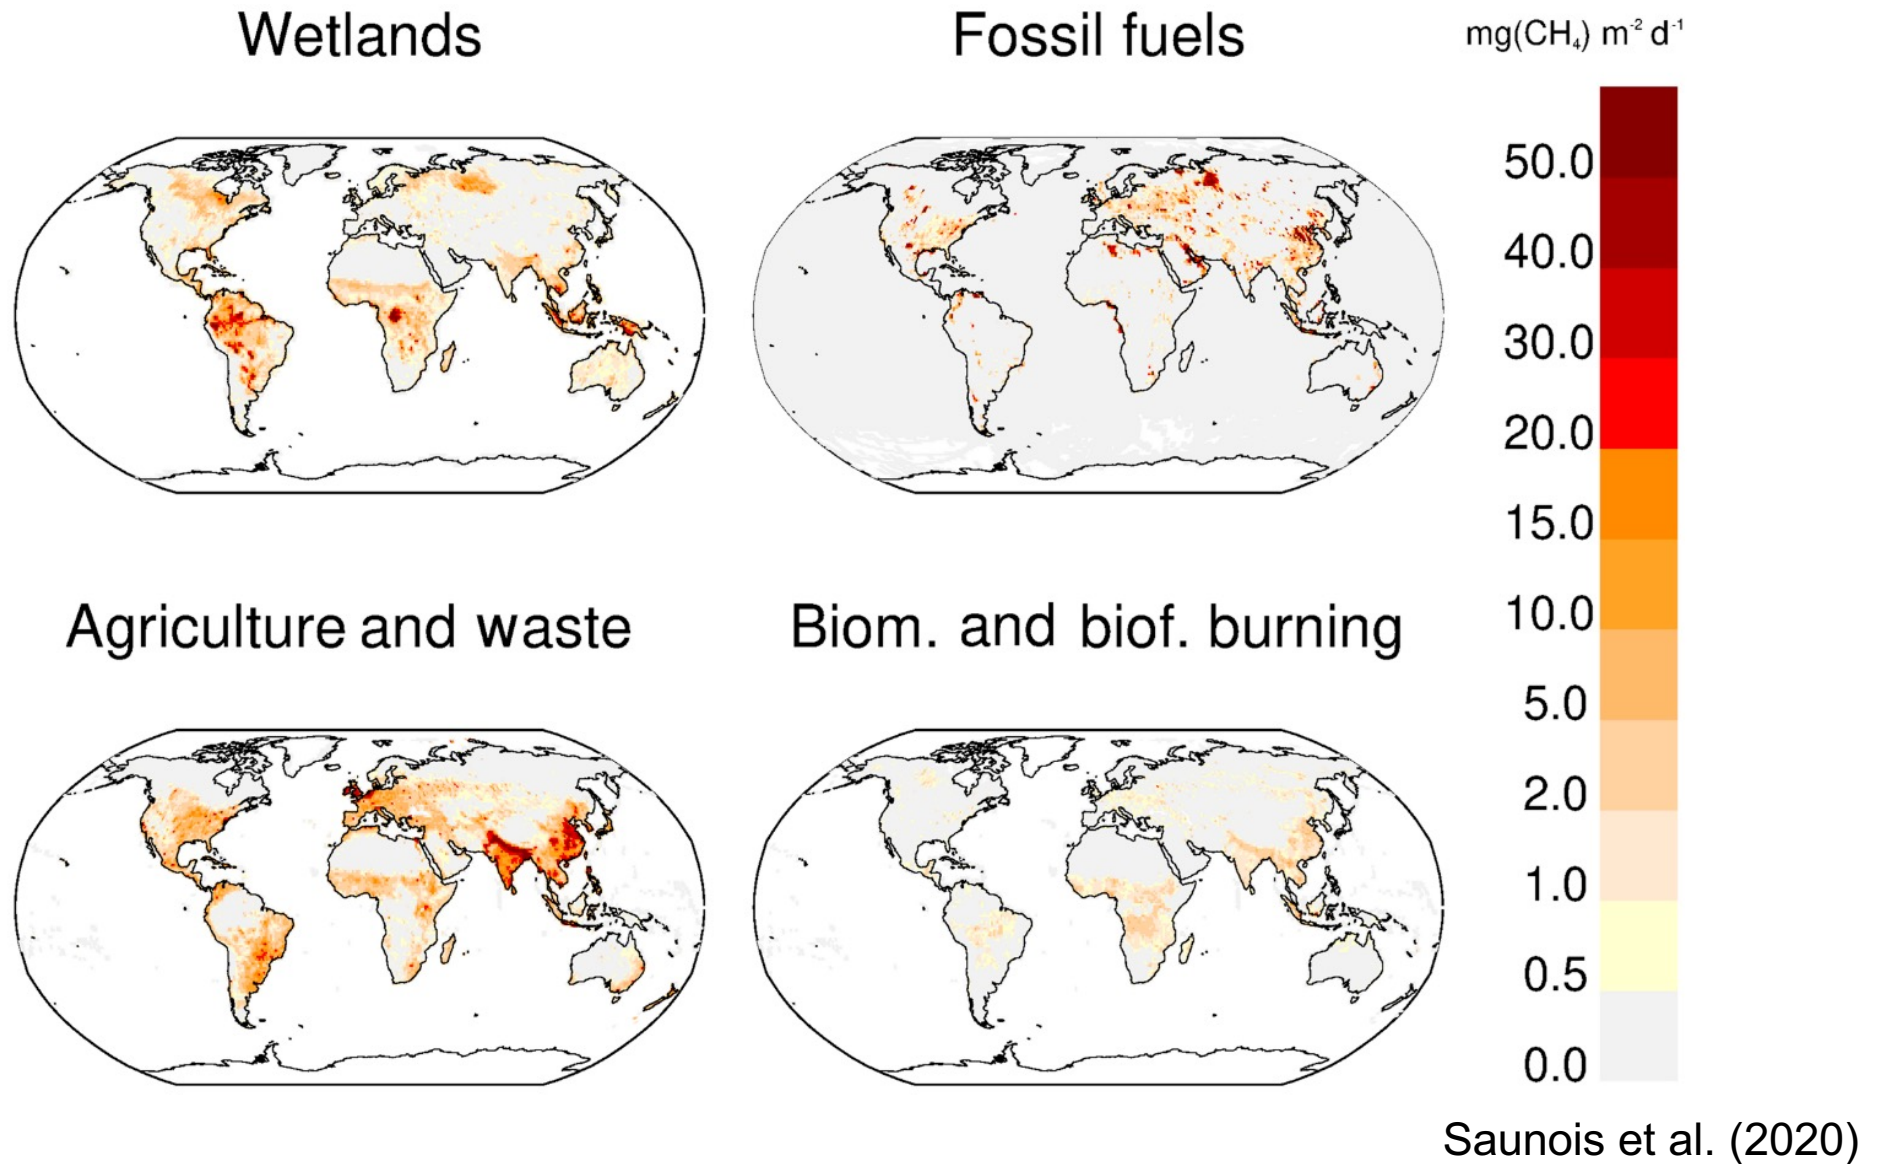 Wetlands
Fossil fuels
mg(CH₄) m⁻² d⁻¹
50.0
40.0
30.0
20.0
15.0
10.0
5.0
2.0
1.0
0.5
0.0
Agriculture and waste
Biom. and biof. burning
Saunois et al. (2020)